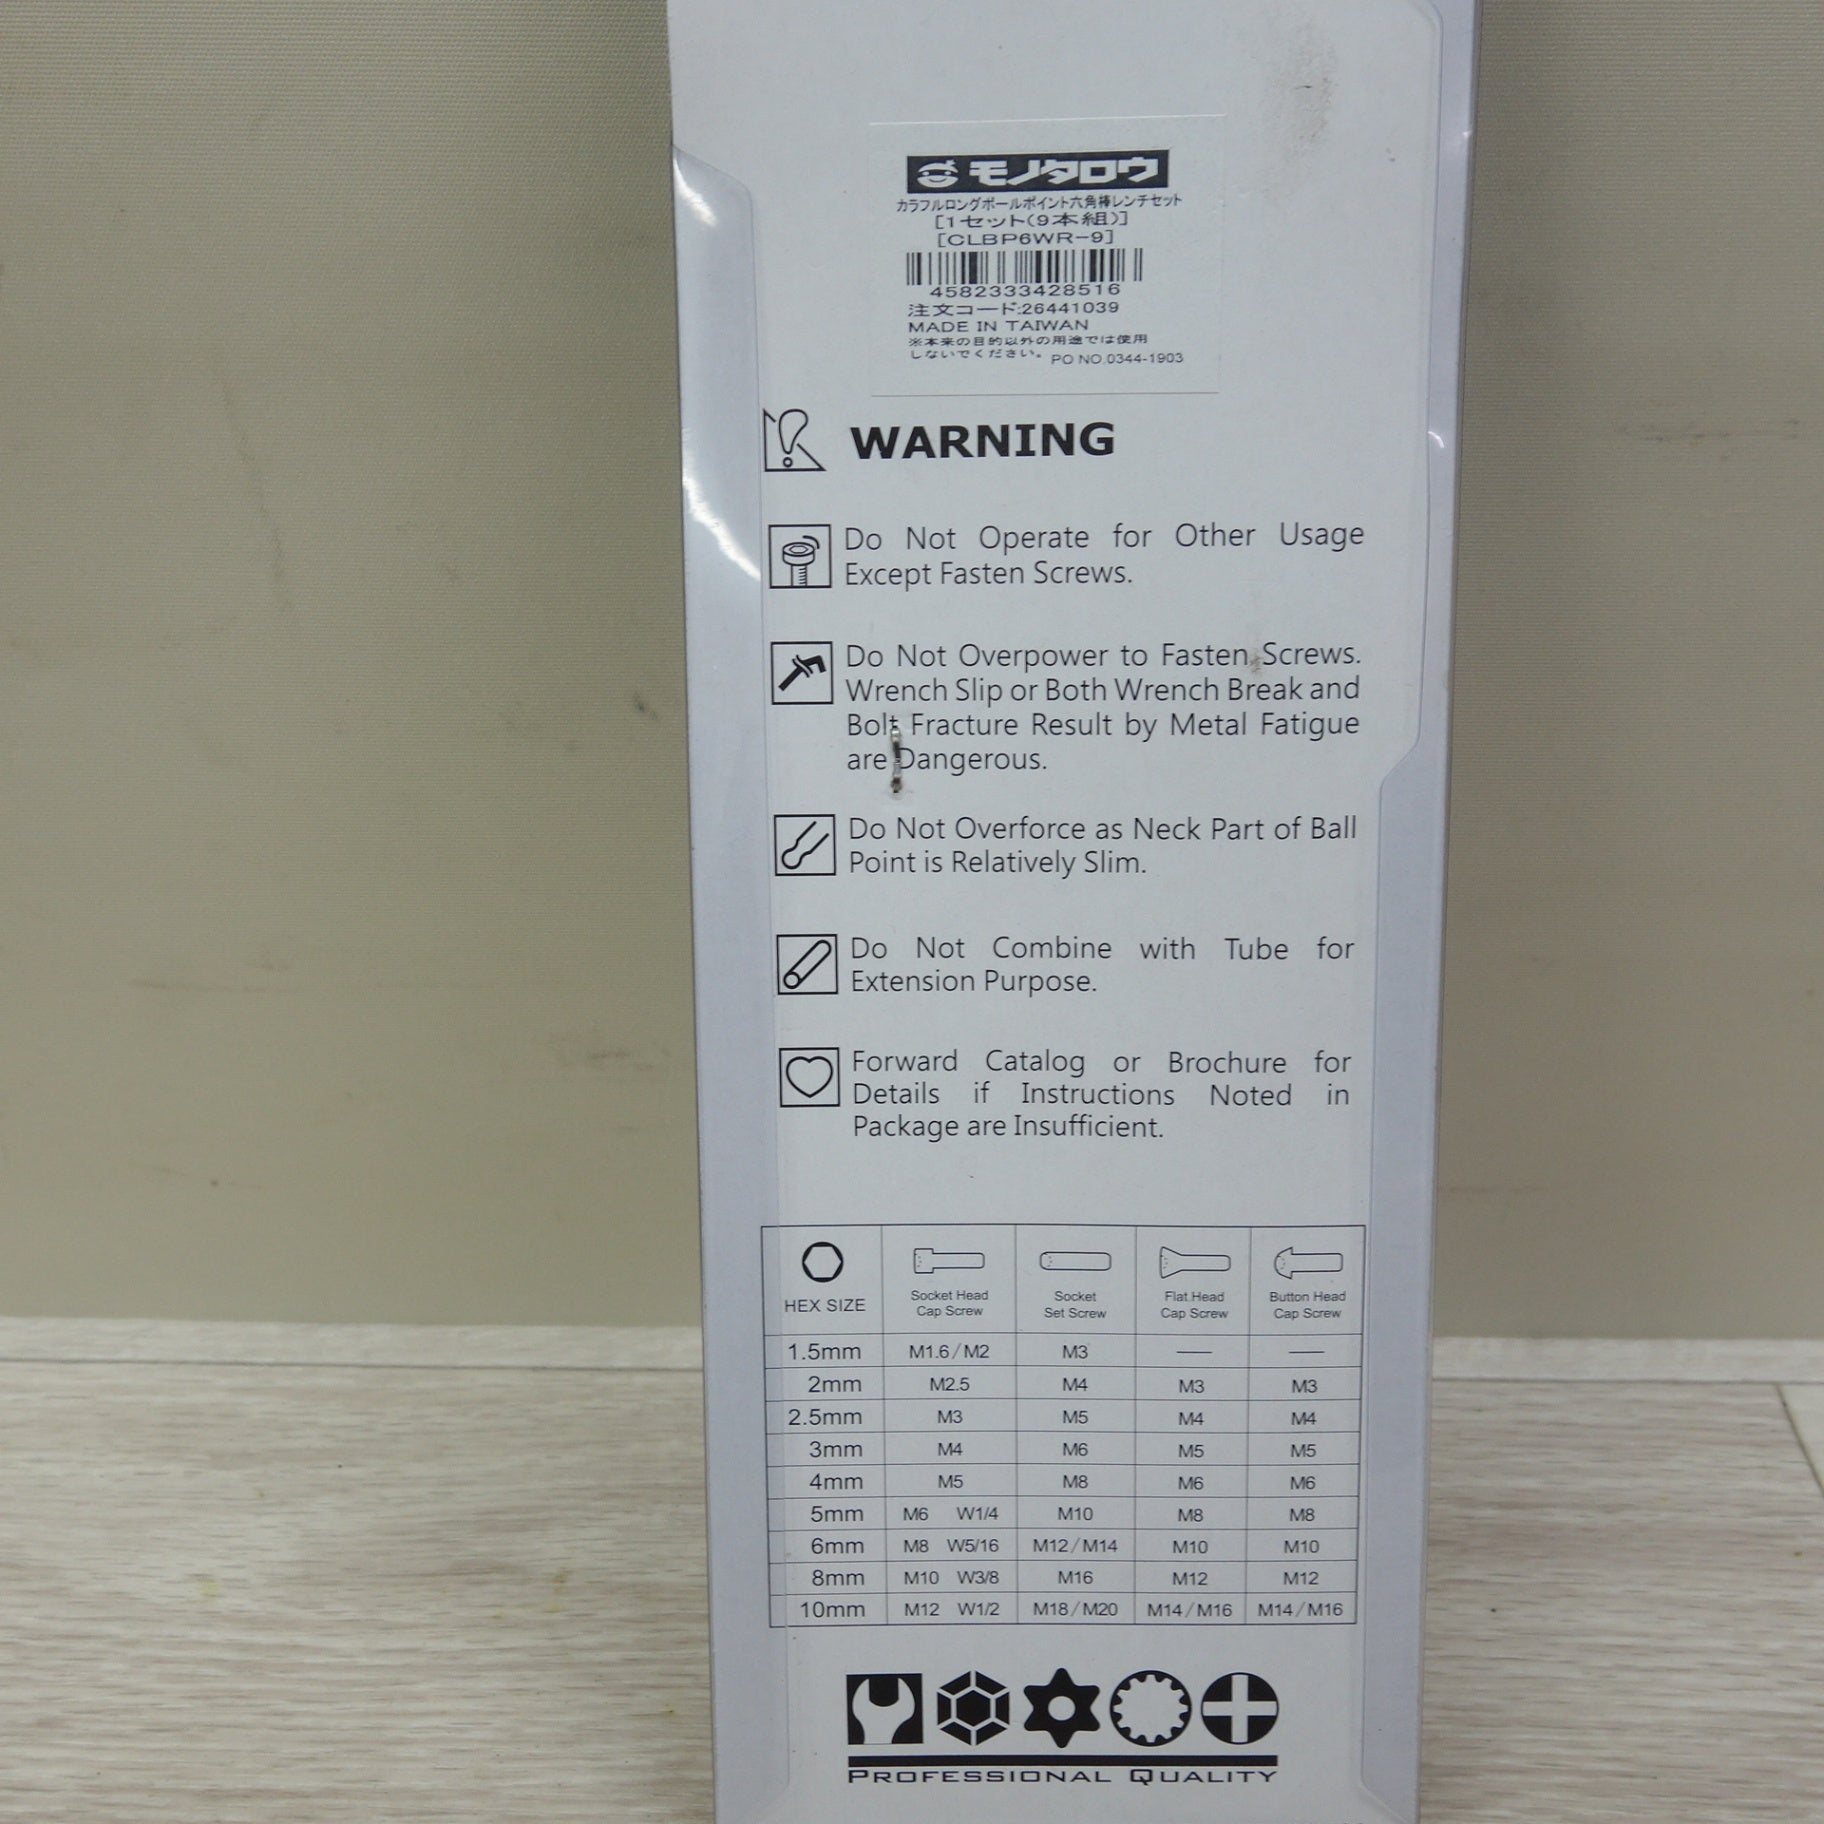 モノタロウ
カラフルロングボールポイント六角棒レンチセット
[1セット(9本組)]
[CLBP6WR-9]
4582333428516
注文コード:26441039
MADE IN TAIWAN
※本来の目的以外の用途では使用
しないでください。 PO NO.0344-1903
WARNING
Do Not Operate for Other Usage
Except Fasten Screws.
Do Not Overpower to Fasten Screws.
Wrench Slip or Both Wrench Break and
Bolt Fracture Result by Metal Fatigue
are Dangerous.
Do Not Overforce as Neck Part of Ball
Point is Relatively Slim.
Do Not Combine with Tube for
Extension Purpose.
Forward Catalog or Brochure for
Details if Instructions Noted in
Package are Insufficient.
HEX SIZE Socket Head Cap Screw Socket Set Screw Flat Head Cap Screw Button Head Cap Screw
1.5mm M1.6/M2 M3 — —
2mm M2.5 M4 M3 M3
2.5mm M3 M5 M4 M4
3mm M4 M6 M5 M5
4mm M5 M8 M6 M6
5mm M6 W1/4 M10 M8 M8
6mm M8 W5/16 M12/M14 M10 M10
8mm M10 W3/8 M16 M12 M12
10mm M12 W1/2 M18/M20 M14/M16 M14/M16
PROFESSIONAL QUALITY